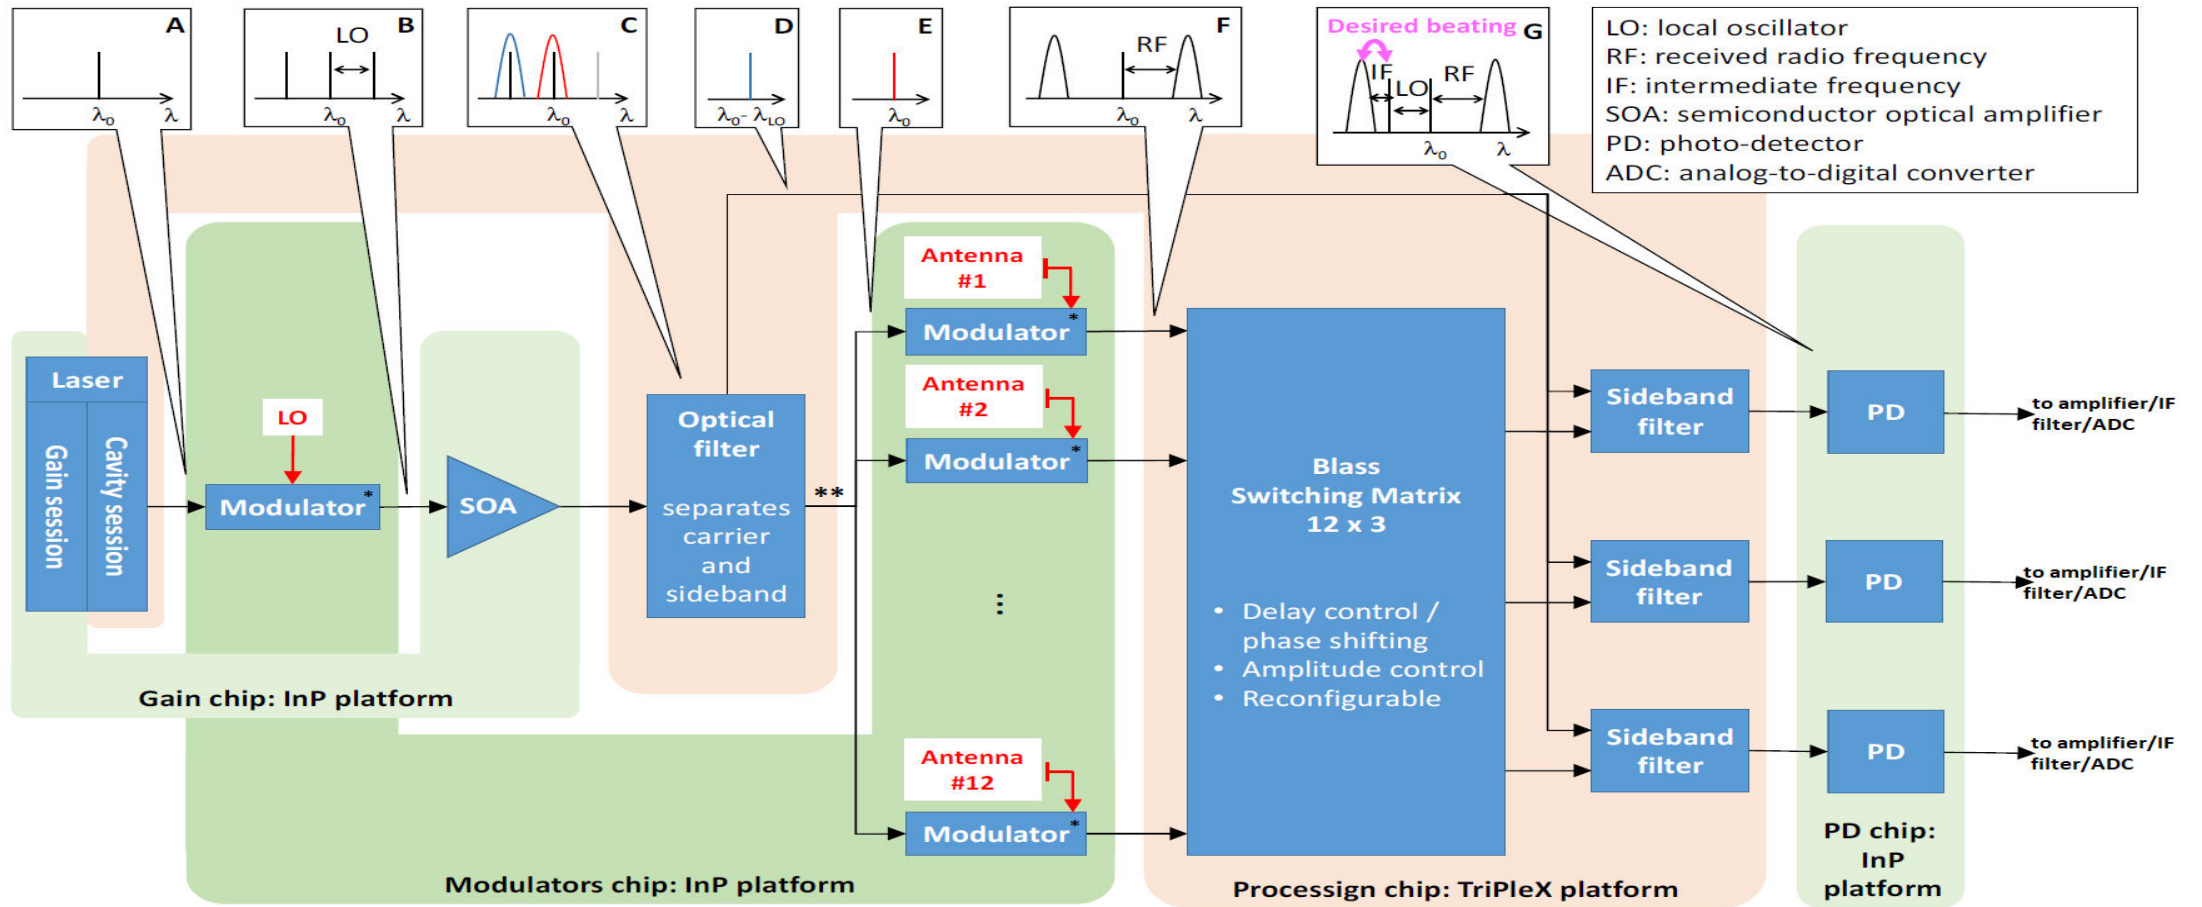 A
λo
λ
B
LO
λo
λ
C
λo
λ
D
λo- λLO
E
λo
F
RF
λo
λ
Desired beating
G
IF
LO
RF
λo
λ
LO: local oscillator
RF: received radio frequency
IF: intermediate frequency
SOA: semiconductor optical amplifier
PD: photo-detector
ADC: analog-to-digital converter
Laser
Gain session
Cavity session
LO
Modulator*
SOA
Gain chip: InP platform
Optical
filter
separates
carrier
and
sideband
**
Antenna
#1
Modulator*
Antenna
#2
Modulator*
...
Antenna
#12
Modulator*
Modulators chip: InP platform
Blass
Switching Matrix
12 x 3
• Delay control /
phase shifting
• Amplitude control
• Reconfigurable
Processign chip: TriPleX platform
Sideband
filter
Sideband
filter
Sideband
filter
PD
PD
PD
PD chip:
InP
platform
to amplifier/IF
filter/ADC
to amplifier/IF
filter/ADC
to amplifier/IF
filter/ADC